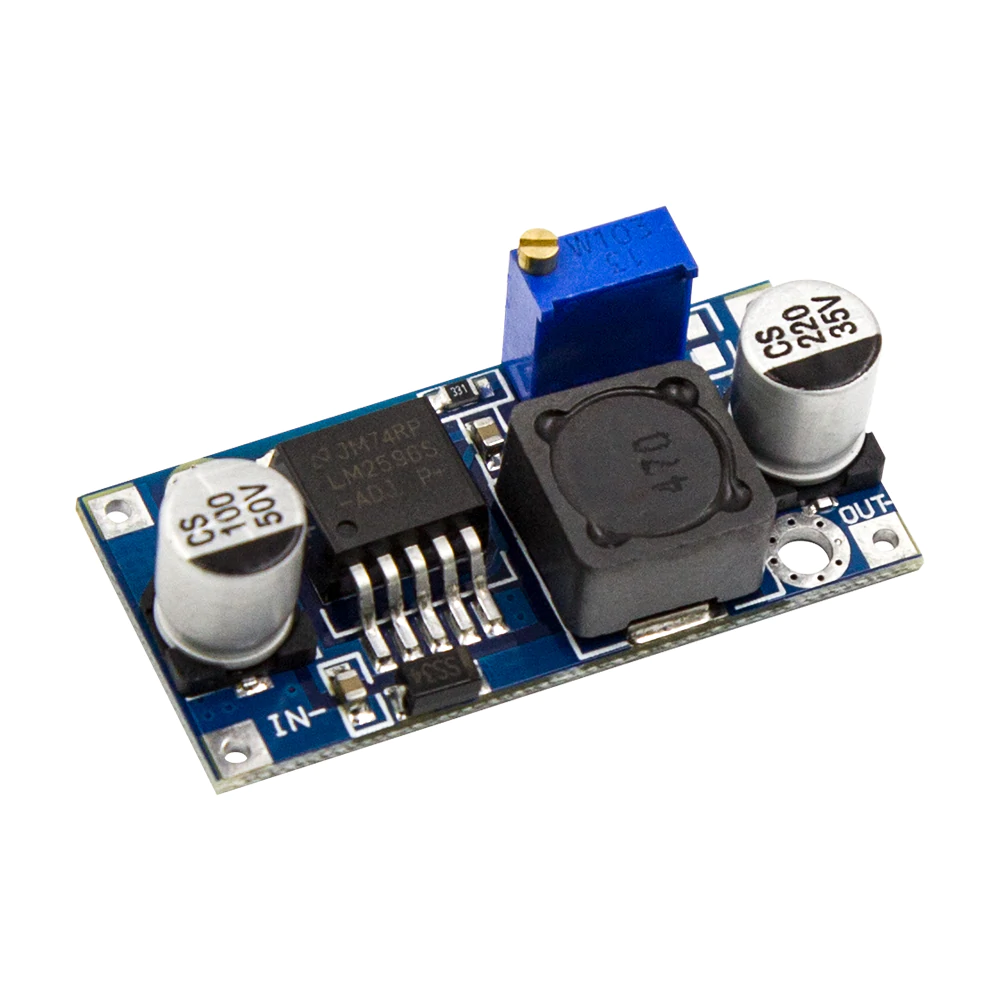 W103
CS
220
35V
331
JM74RP
LM2596S
-ADJ P+
470
CS
100
50V
OUT-
SS34
IN-